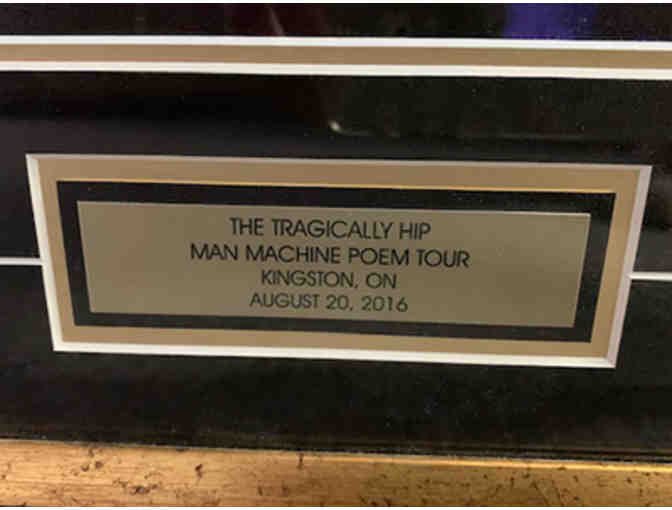 THE TRAGICALLY HIP
MAN MACHINE POEM TOUR
KINGSTON, ON
AUGUST 20, 2016